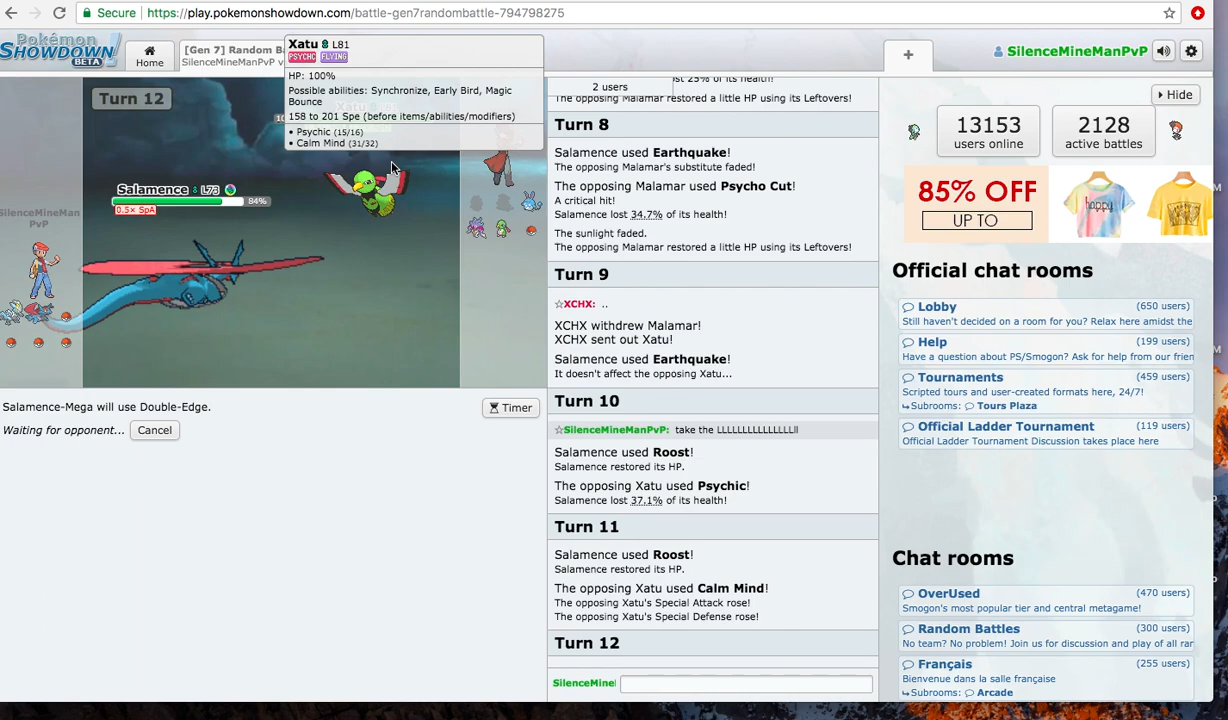 Secure https://play.pokemonshowdown.com/battle-gen7randombattle-794798275
Pokémon
SHOWDOWN!
BETA
Home
[Gen 7] Random B
SilenceMineManPvP v
+
SilenceMineManPvP
Xatu L81
PSYCHC FLYING
HP: 100%
Possible abilities: Synchronize, Early Bird, Magic
Bounce
158 to 201 Spe (before items/abilities/modifiers)
• Psychic (15/16)
• Calm Mind (31/32)
Turn 12
Salamence L73
84%
0.5× SpA
SilenceMineMan
PvP
Salamence-Mega will use Double-Edge.
Timer
Waiting for opponent...
Cancel
2 users
st 25% of its health!
The opposing Malamar restored a little HP using its Leftovers!
Turn 8
Salamence used Earthquake!
The opposing Malamar's substitute faded!
The opposing Malamar used Psycho Cut!
A critical hit!
Salamence lost 34.7% of its health!
The sunlight faded.
The opposing Malamar restored a little HP using its Leftovers!
Turn 9
☆XCHX: ..
XCHX withdrew Malamar!
XCHX sent out Xatu!
Salamence used Earthquake!
It doesn't affect the opposing Xatu...
Turn 10
☆SilenceMineManPvP: take the LLLLLLLLLLLLLLLll
Salamence used Roost!
Salamence restored its HP.
The opposing Xatu used Psychic!
Salamence lost 37.1% of its health!
Turn 11
Salamence used Roost!
Salamence restored its HP.
The opposing Xatu used Calm Mind!
The opposing Xatu's Special Attack rose!
The opposing Xatu's Special Defense rose!
Turn 12
SilenceMinel
Hide
13153
users online
2128
active battles
85% OFF
UP TO
happy
Official chat rooms
Lobby (650 users)
Still haven't decided on a room for you? Relax here amidst the
Help (199 users)
Have a question about PS/Smogon? Ask for help from our frien
Tournaments (459 users)
Scripted tours and user-created formats here, 24/7!
Subrooms: Tours Plaza
Official Ladder Tournament (119 users)
Official Ladder Tournament Discussion takes place here
Chat rooms
OverUsed (470 users)
Smogon's most popular tier and central metagame!
Random Battles (300 users)
No team? No problem! Join us for discussion and play of all rar
Français (255 users)
Bienvenue dans la salle française
Subrooms: Arcade